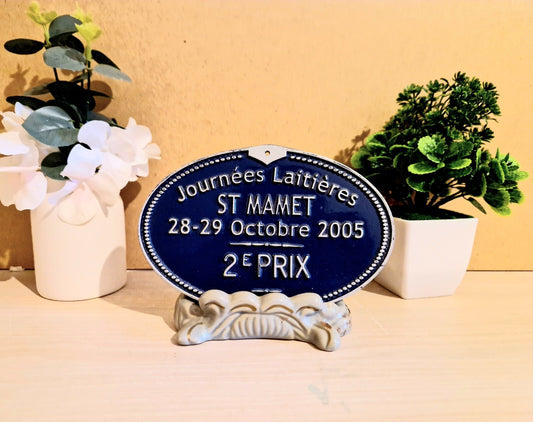 Journées Laitières
ST MAMET
28-29 Octobre 2005
2E PRIX